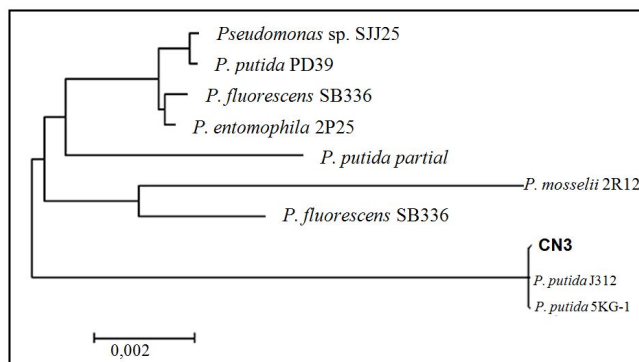 Pseudomonas sp. SJJ25
P. putida PD39
P. fluorescens SB336
P. entomophila 2P25
P. putida partial
P. mosselii 2R12
P. fluorescens SB336
CN3
P. putida J312
P. putida 5KG-1
0,002